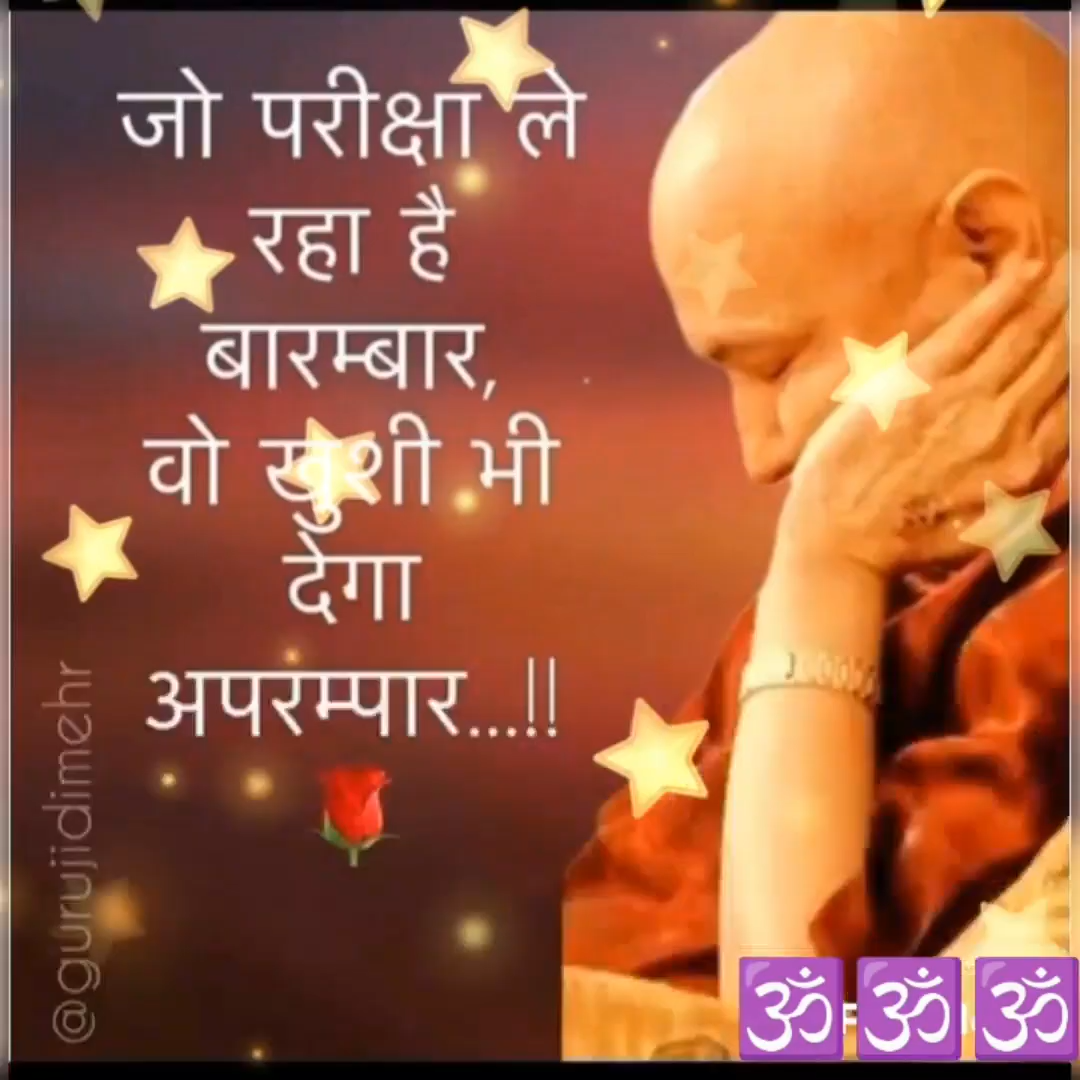 जो परीक्षा ले
रहा है
बारम्बार,
वो खुशी भी
देगा
अपरम्पार...!!
@gurujidimehr
ॐ ॐ ॐ